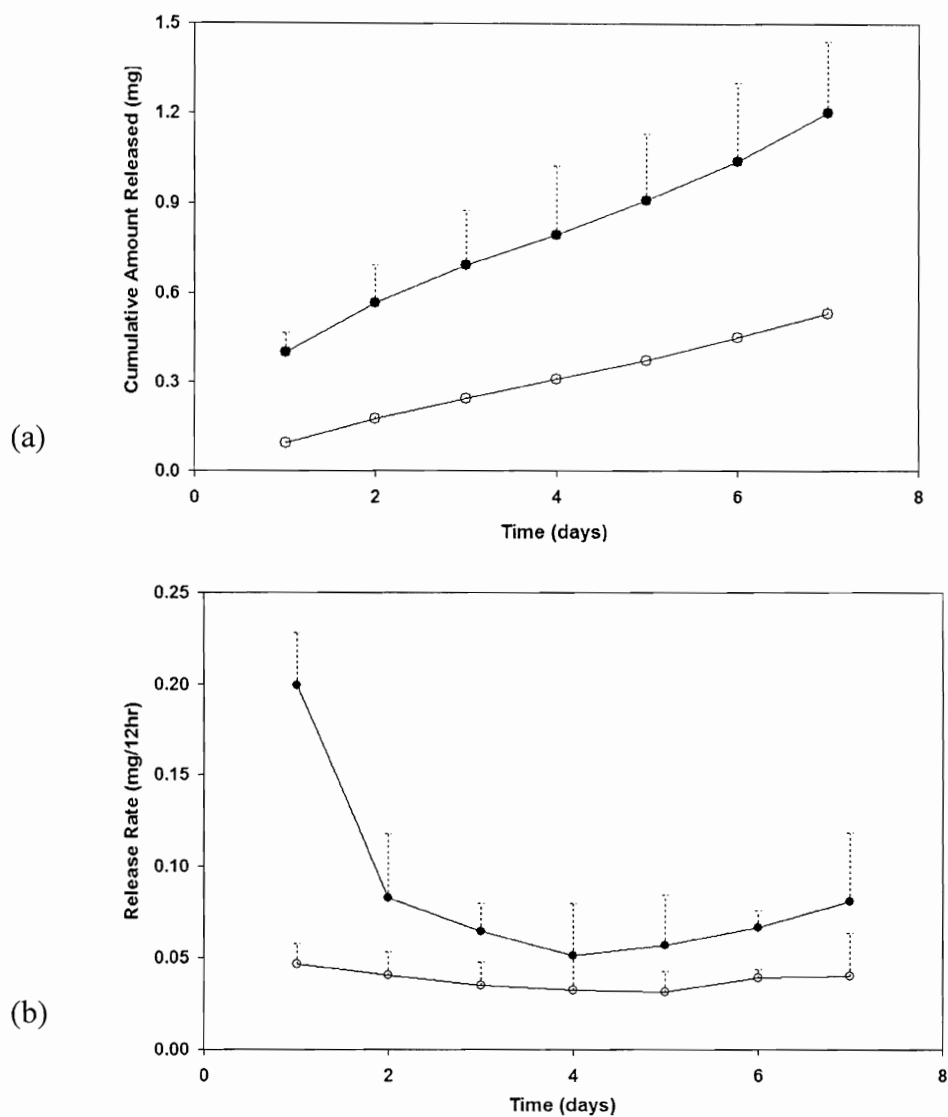 (a)
Cumulative Amount Released (mg)
1.5
1.2
0.9
0.6
0.3
0.0
0 2 4 6 8
Time (days)
(b)
Release Rate (mg/12hr)
0.25
0.20
0.15
0.10
0.05
0.00
0 2 4 6 8
Time (days)